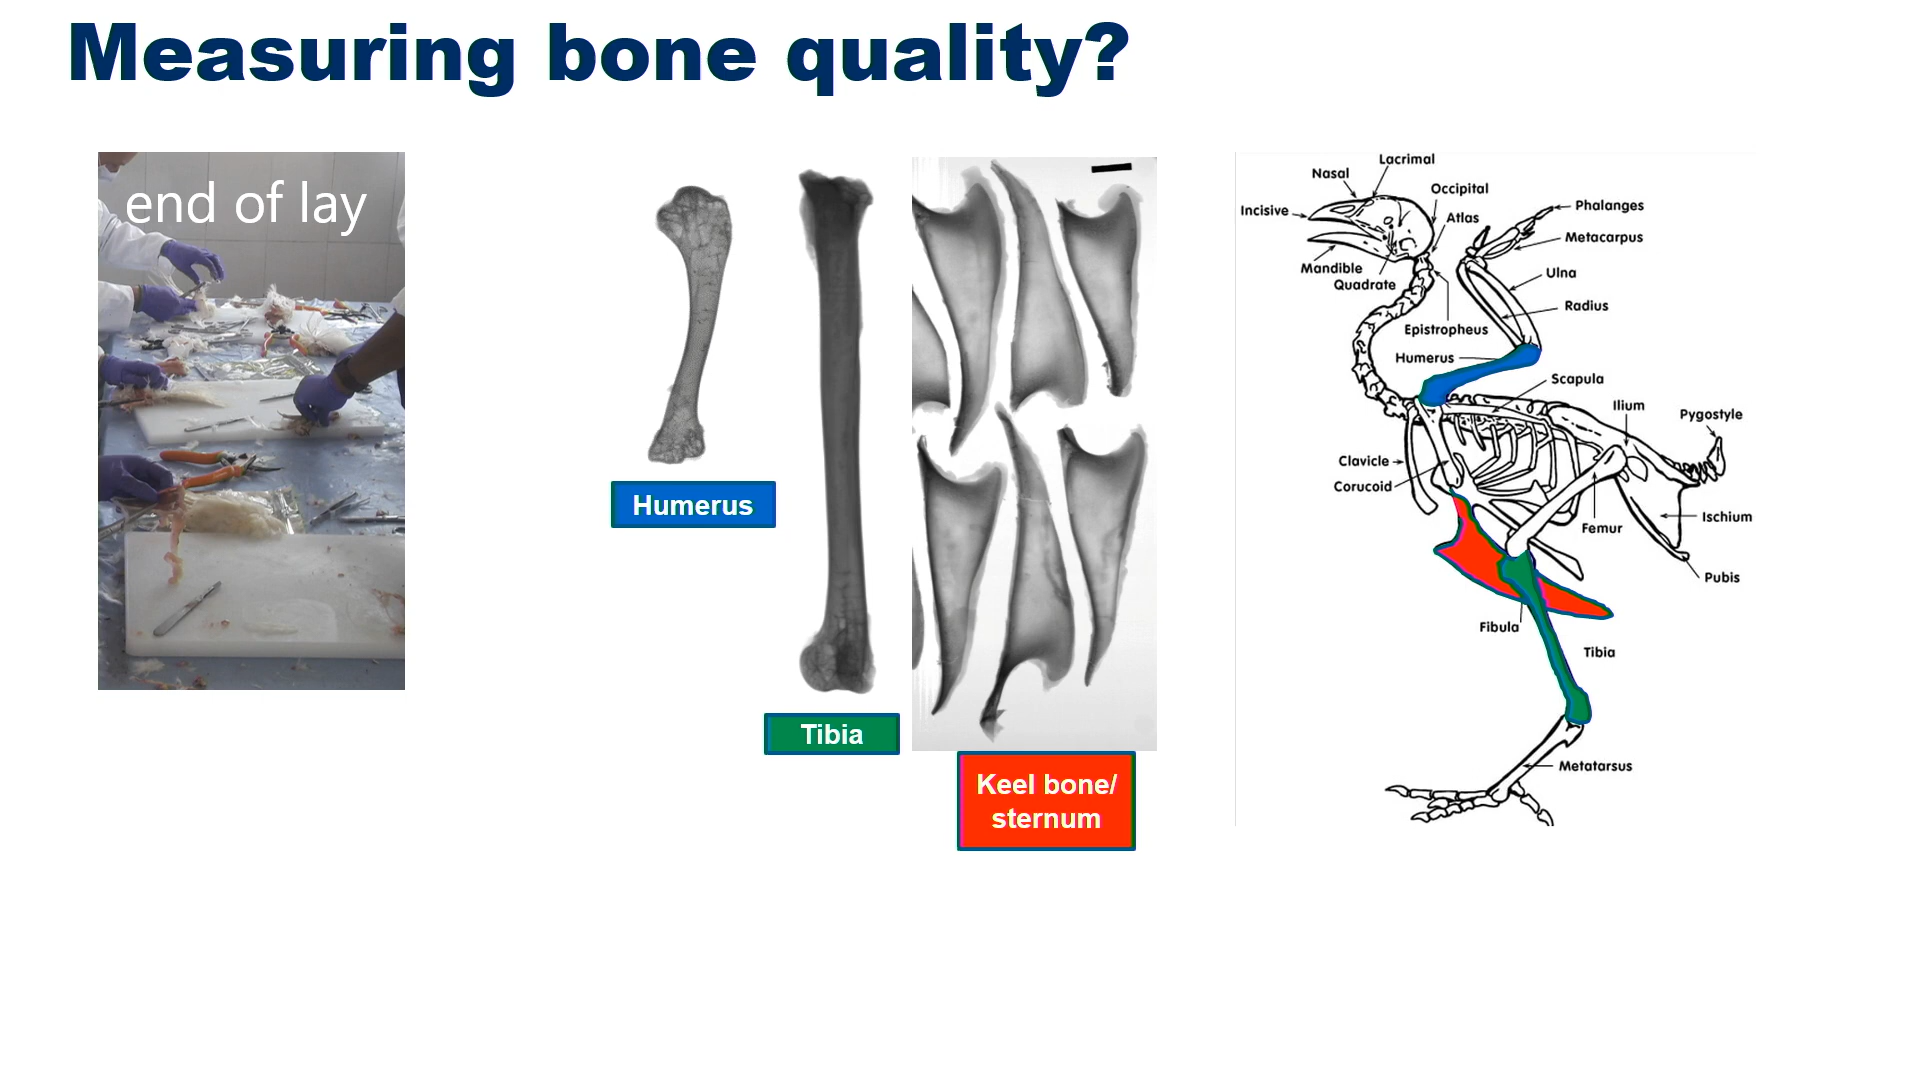 Measuring bone quality?
end of lay
Humerus
Tibia
Keel bone/
sternum
Lacrimal
Nasal
Occipital
Incisive
Atlas
Phalanges
Metacarpus
Mandible
Quadrate
Ulna
Radius
Epistropheus
Humerus
Scapula
Ilium
Pygostyle
Clavicle
Corucoid
Ischium
Femur
Pubis
Fibula
Tibia
Metatarsus